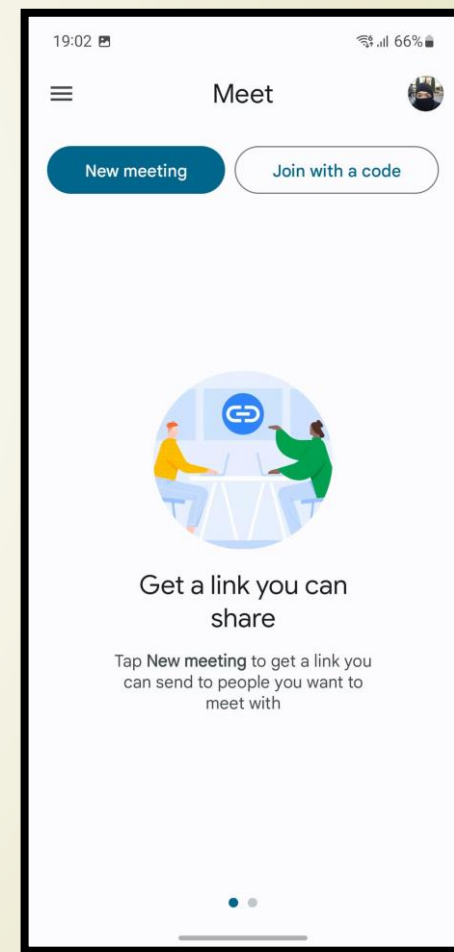 19:02 66%
Meet
New meeting Join with a code
Get a link you can
share
Tap New meeting to get a link you
can send to people you want to
meet with